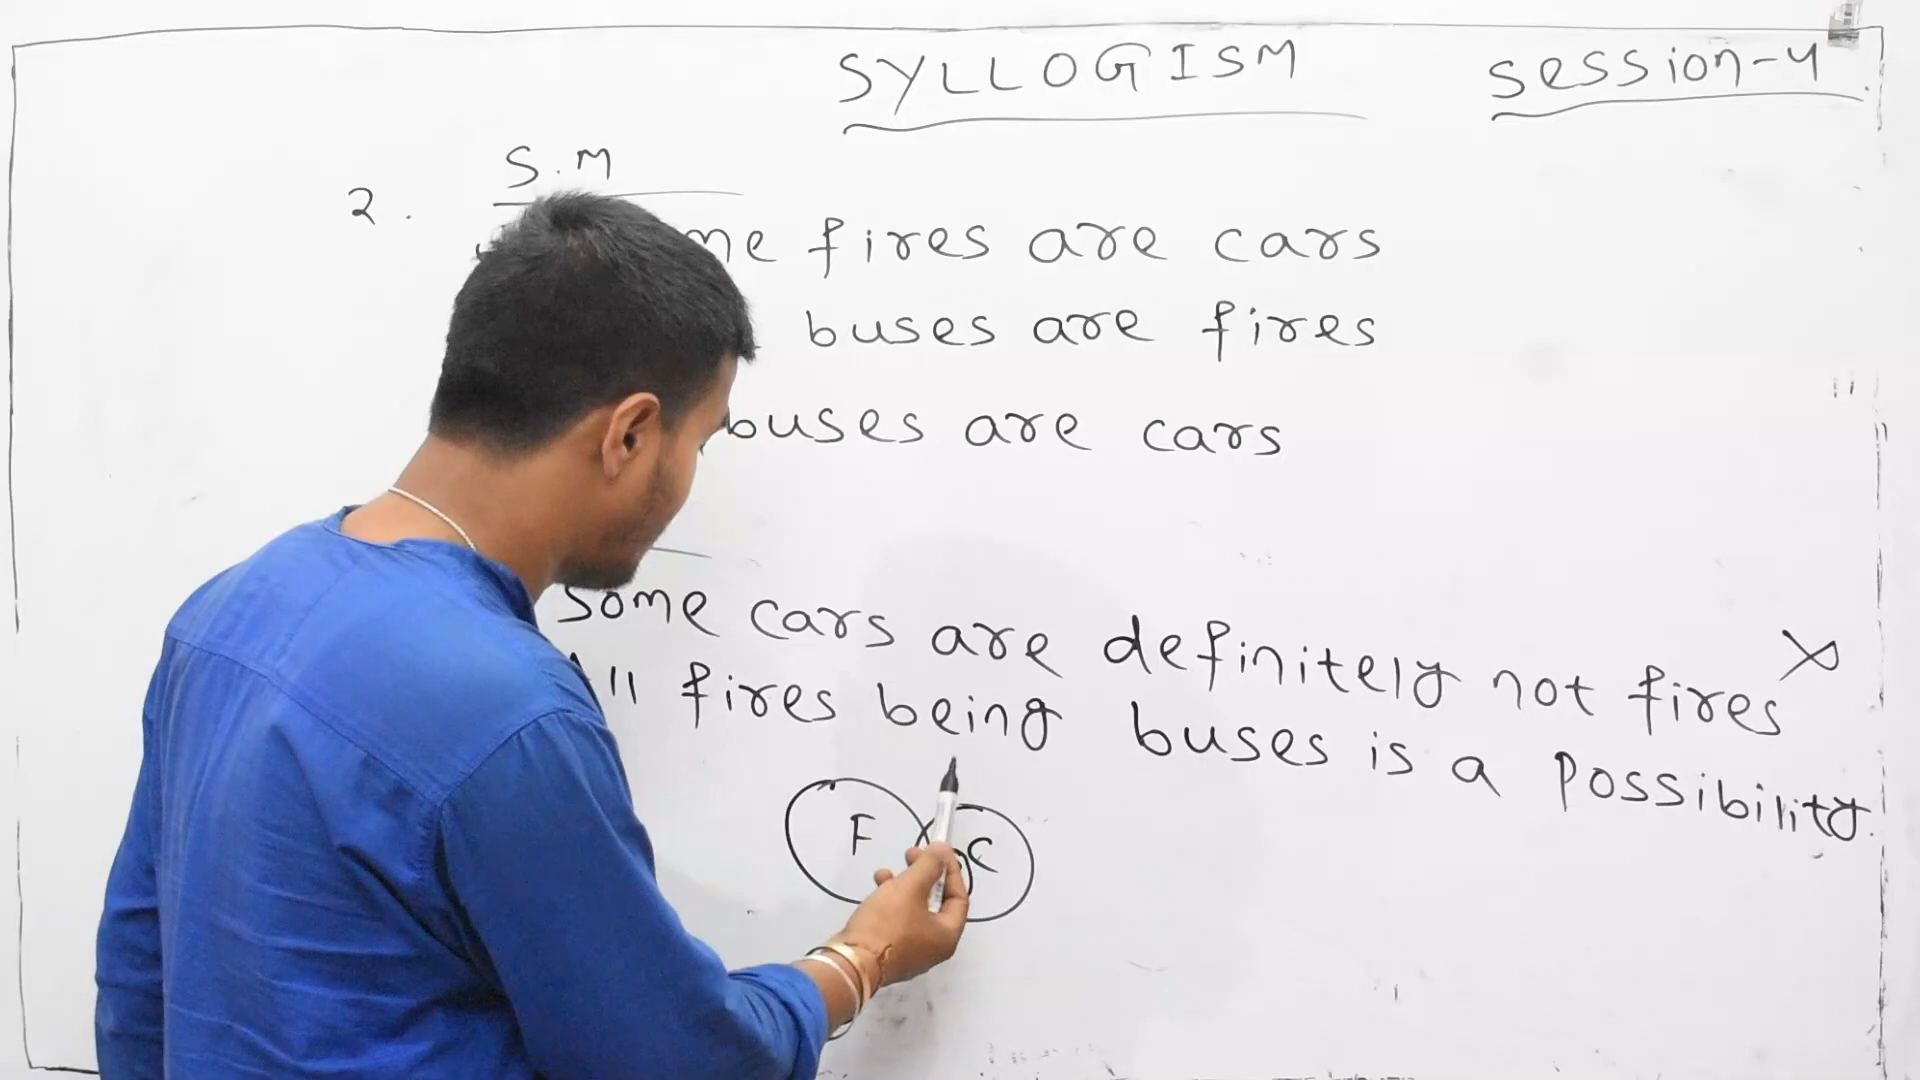 SYLLOGISM
Session-4
S.M
2.
me fires are cars
buses are fires
buses are cars
Some cars are definitely not fires X
All fires being buses is a possibility.
F C